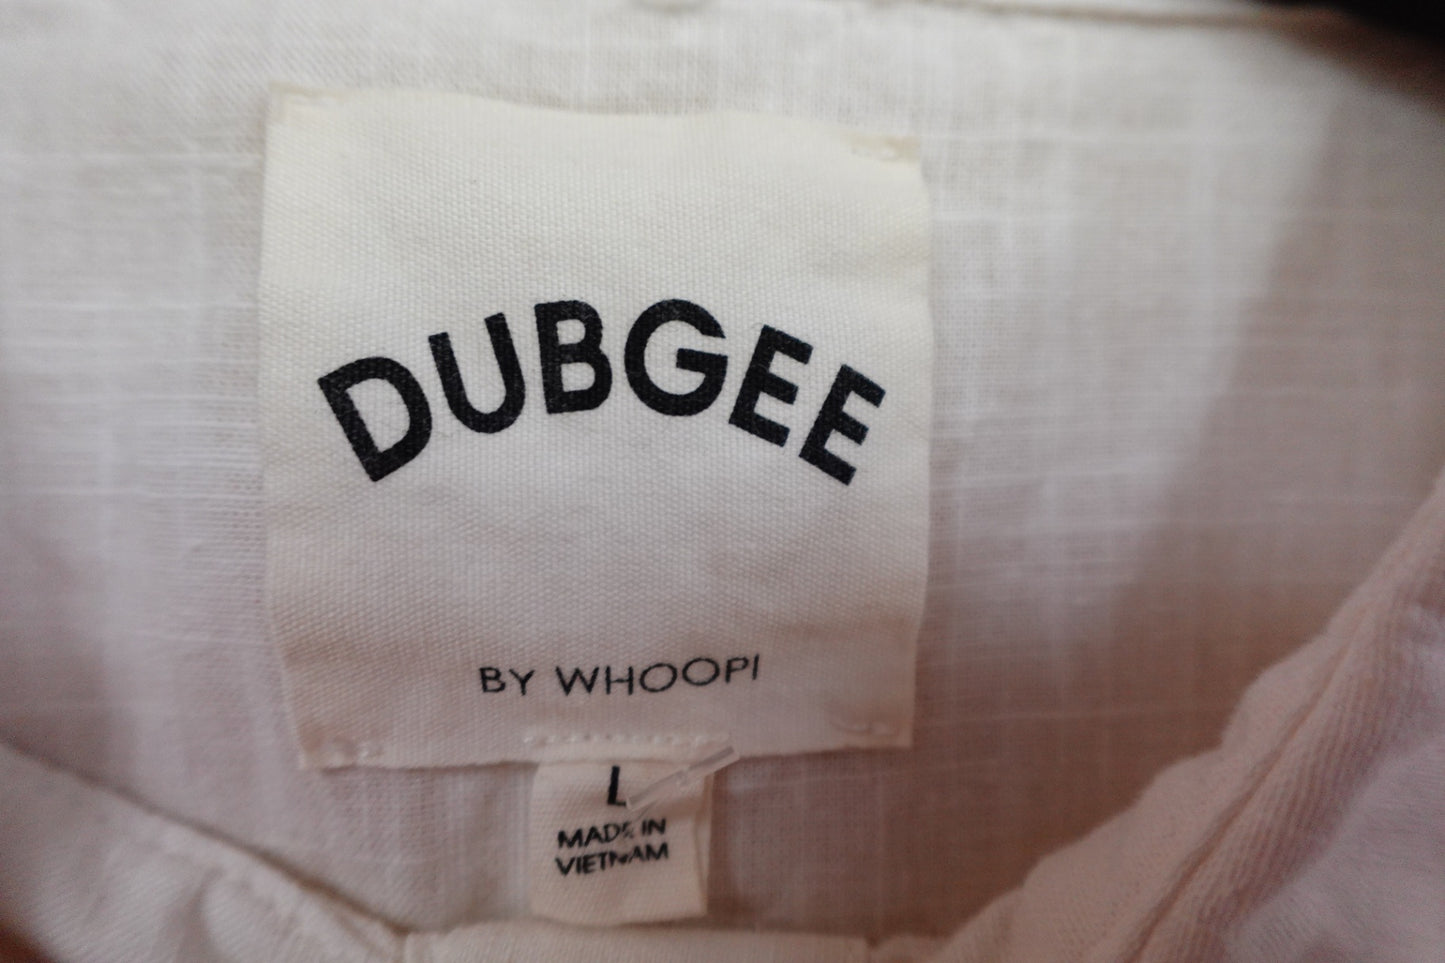 DUBGEE
BY WHOOPI
L
MADE IN
VIETNAM